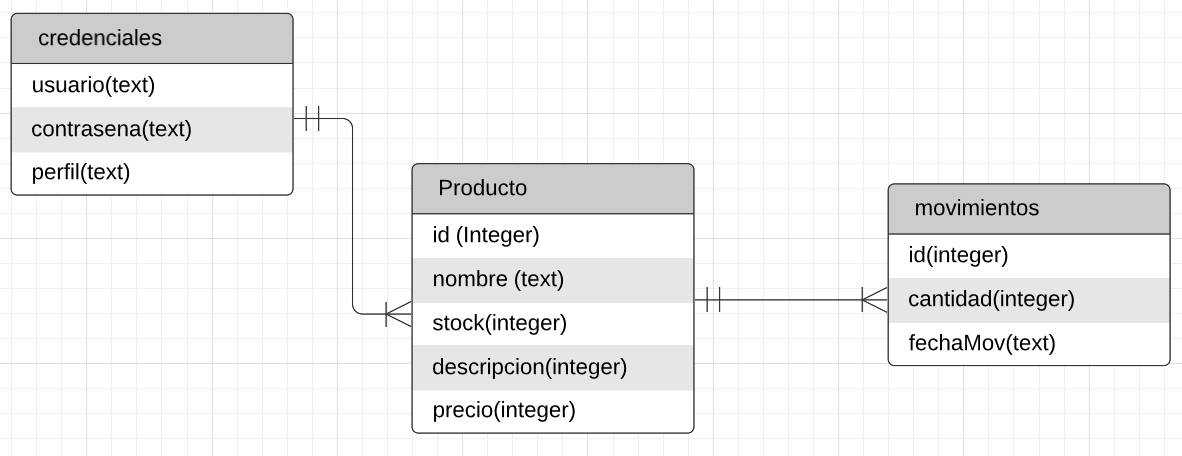 credenciales
usuario(text)
contrasena(text)
perfil(text)
Producto
id (Integer)
nombre (text)
stock(integer)
descripcion(integer)
precio(integer)
movimientos
id(integer)
cantidad(integer)
fechaMov(text)